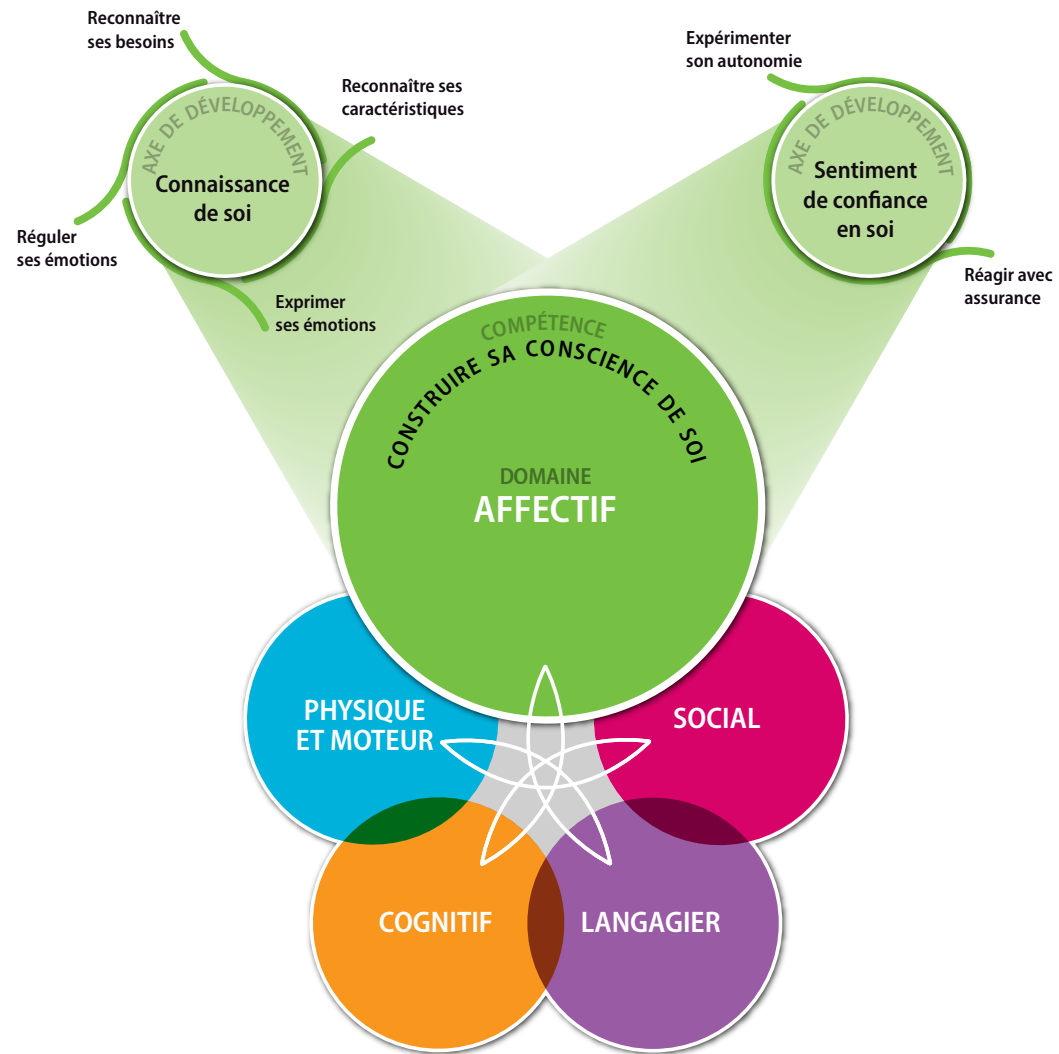 Reconnaître
ses besoins
Reconnaître ses
caractéristiques
AXE DE DÉVELOPPEMENT
Connaissance
de soi
Réguler
ses émotions
Exprimer
ses émotions
Expérimenter
son autonomie
AXE DE DÉVELOPPEMENT
Sentiment
de confiance
en soi
Réagir avec
assurance
COMPÉTENCE
CONSTRUIRE SA CONSCIENCE DE SOI
DOMAINE
AFFECTIF
PHYSIQUE
ET MOTEUR
SOCIAL
COGNITIF
LANGAGIER